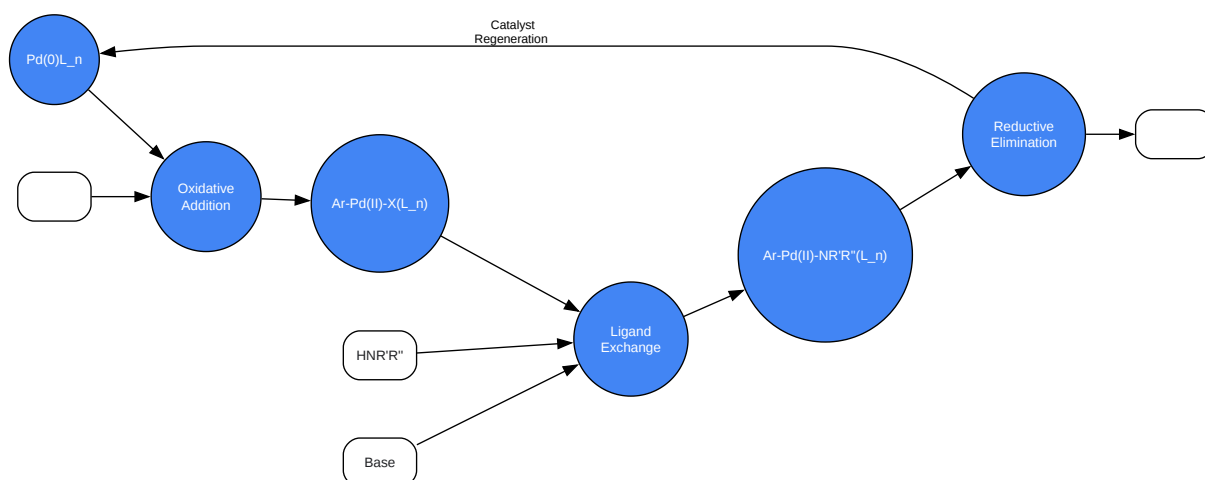 Catalyst
Regeneration
Pd(0)L_n
Oxidative
Addition
Ar-Pd(II)-X(L_n)
HNR'R''
Base
Ligand
Exchange
Ar-Pd(II)-NR'R''(L_n)
Reductive
Elimination